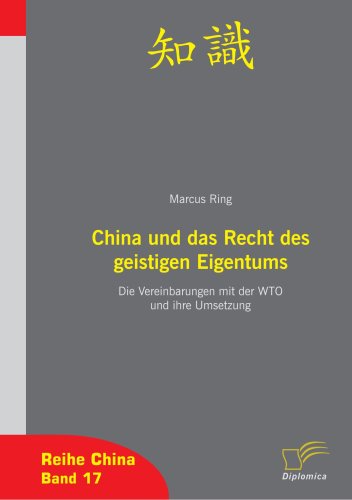 知識
Marcus Ring
China und das Recht des
geistigen Eigentums
Die Vereinbarungen mit der WTO
und ihre Umsetzung
Reihe China
Band 17
Diplomica